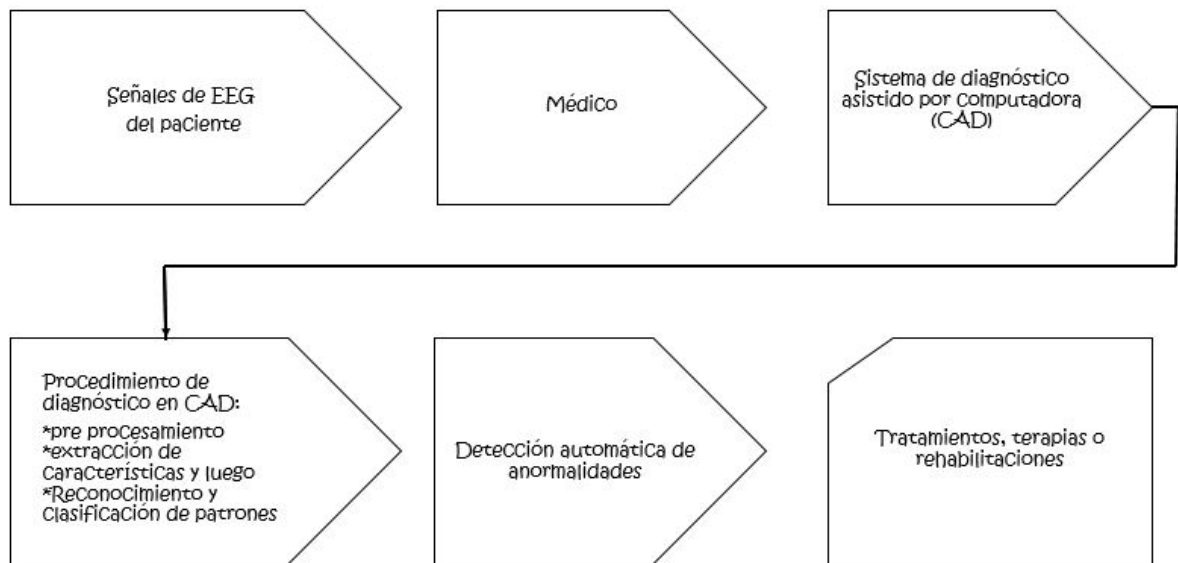 Señales de EEG
del paciente
Médico
Sistema de diagnóstico
asistido por computadora
(CAD)
Procedimiento de
diagnóstico en CAD:
*pre procesamiento
*extracción de
características y luego
*Reconocimiento y
clasificación de patrones
Detección automática de
anormalidades
Tratamientos, terapias o
rehabilitaciones